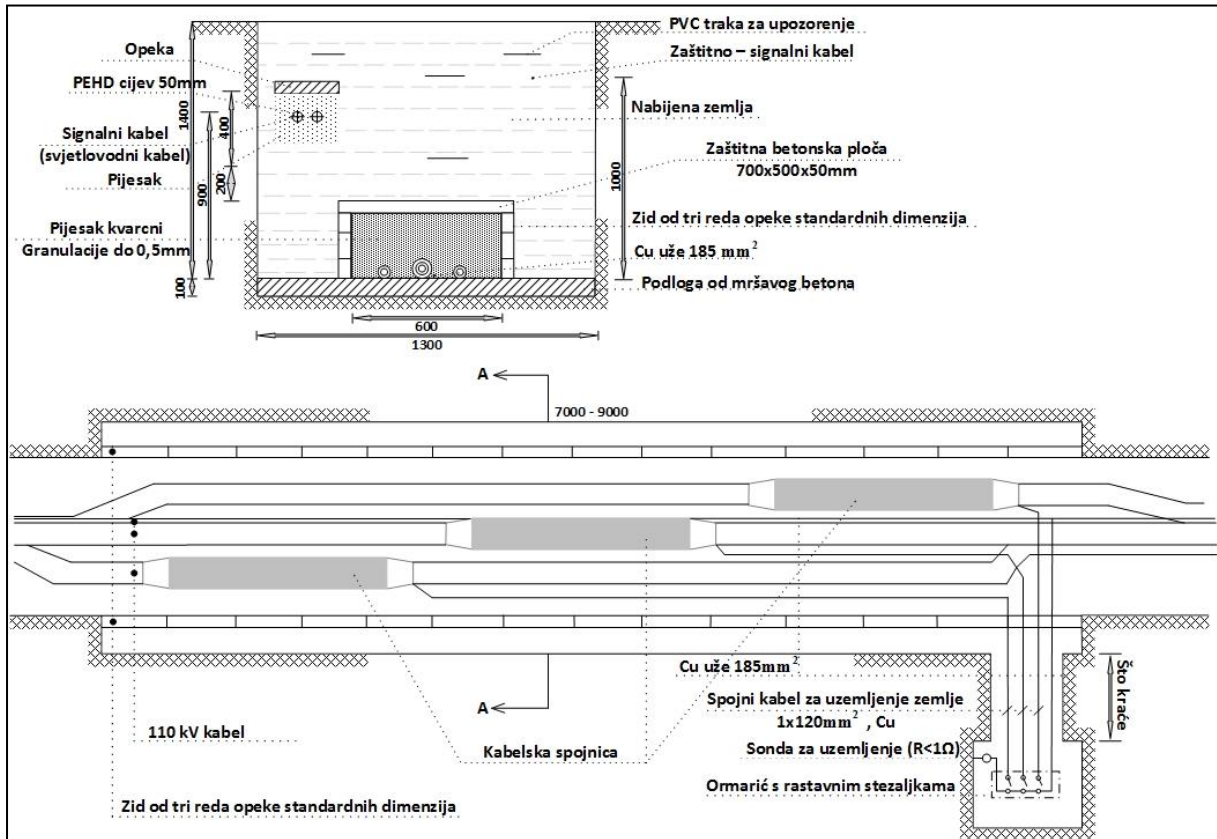 PVC traka za upozorenje
Opeka
Zaštitno – signalni kabel
PEHD cijev 50mm
1400
Nabijena zemlja
Signalni kabel
(svjetlovodni kabel)
400
900
1000
Zaštitna betonska ploča
700x500x50mm
Pijesak
200
Zid od tri reda opeke standardnih dimenzija
Pijesak kvarcni
Granulacije do 0,5mm
Cu uže 185 mm²
100
Podloga od mršavog betona
600
1300
A
7000 - 9000
Cu uže 185mm²
Što kraće
Spojni kabel za uzemljenje zemlje
1x120mm² , Cu
A
110 kV kabel
Kabelska spojnica
Sonda za uzemljenje (R<1Ω)
Ormarić s rastavnim stezaljkama
Zid od tri reda opeke standardnih dimenzija